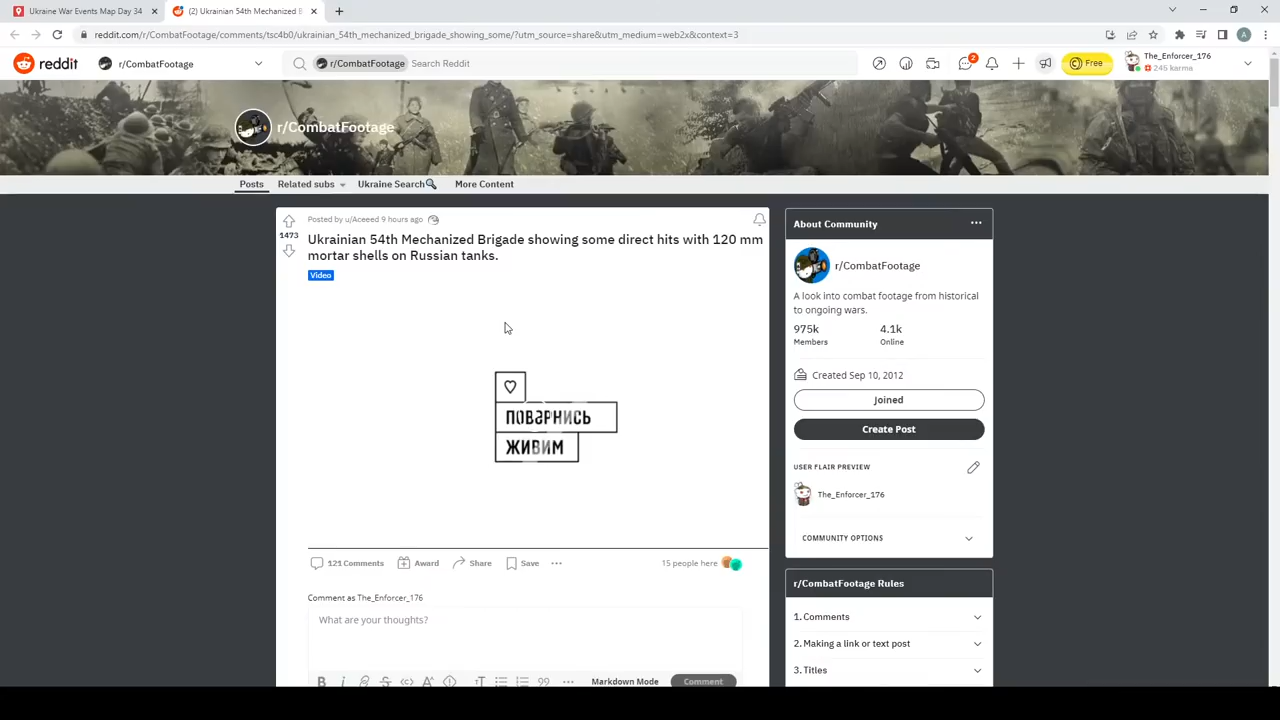 Ukraine War Events Map Day 34
(2) Ukrainian 54th Mechanized B
reddit.com/r/CombatFootage/comments/tsc4b0/ukrainian_54th_mechanized_brigade_showing_some/?utm_source=share&utm_medium=web2x&context=3
A
reddit
r/CombatFootage
r/CombatFootage
Search Reddit
2
Free
The_Enforcer_176
245 karma
r/CombatFootage
Posts
Related subs
Ukraine Search
More Content
1473
Posted by u/Aceeed 9 hours ago
Ukrainian 54th Mechanized Brigade showing some direct hits with 120 mm
mortar shells on Russian tanks.
Video
ПОВЕРНИСЬ
ЖИВИМ
121 Comments
Award
Share
Save
15 people here
Comment as The_Enforcer_176
What are your thoughts?
Markdown Mode
Comment
About Community
r/CombatFootage
A look into combat footage from historical
to ongoing wars.
975k
4.1k
Members
Online
Created Sep 10, 2012
Joined
Create Post
USER FLAIR PREVIEW
The_Enforcer_176
COMMUNITY OPTIONS
r/CombatFootage Rules
1. Comments
2. Making a link or text post
3. Titles